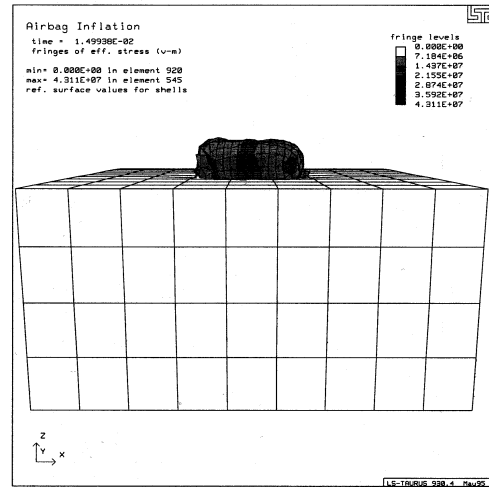 Airbag Inflation
time = 1.49938E-02
fringes of eff. stress (v-m)
min= 0.000E+00 in element 920
max= 4.311E+07 in element 545
ref. surface values for shells
fringe levels
0.000E+00
7.184E+06
1.437E+07
2.155E+07
2.874E+07
3.592E+07
4.311E+07
Z
Y
X
LS-TAURUS 930.4 May95